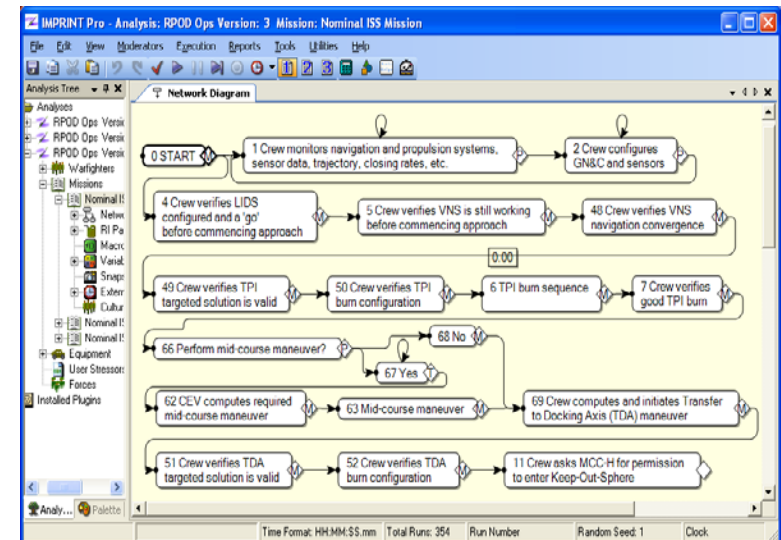 IMPRINT Pro - Analysis: RPOD Ops Version: 3 Mission: Nominal ISS Mission
File Edit View Moderators Execution Reports Tools Utilities Help
1 2 3
Analysis Tree
Network Diagram
Analyses
RPOD Ops Versic
RPOD Ops Versic
RPOD Ops Versic
Warfighters
Missions
Nominal IS
Netwo
RI Pa
Macro
Variab
Snaps
Extern
Cultur
Nominal IS
Nominal IS
Equipment
User Stressors
Forces
Installed Plugins
Analy... Palette
0 START M
1 Crew monitors navigation and propulsion systems,
sensor data, trajectory, closing rates, etc. P
2 Crew configures
GN&C and sensors P
4 Crew verifies LIDS
configured and a 'go'
before commencing approach M
5 Crew verifies VNS is still working
before commencing approach M
48 Crew verifies VNS
navigation convergence M
0:00
49 Crew verifies TPI
targeted solution is valid M
50 Crew verifies TPI
burn configuration M
6 TPI burn sequence M
7 Crew verifies
good TPI burn M
66 Perform mid-course maneuver? P
68 No M
67 Yes T
62 CEV computes required
mid-course maneuver M
63 Mid-course maneuver M
69 Crew computes and initiates Transfer
to Docking Axis (TDA) maneuver M
51 Crew verifies TDA
targeted solution is valid M
52 Crew verifies TDA
burn configuration M
11 Crew asks MCC-H for permission
to enter Keep-Out-Sphere
Time Format: HH:MM:SS.mm Total Runs: 354 Run Number Random Seed: 1 Clock